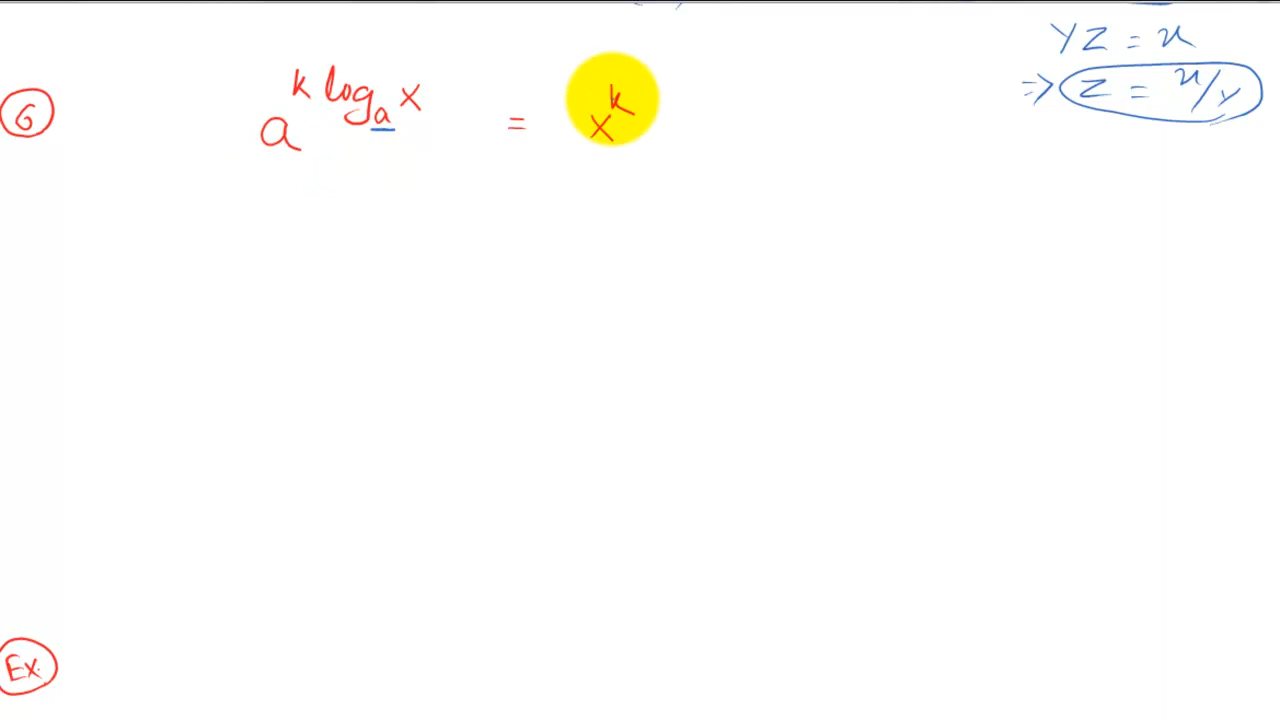 YZ = x
⇒ Z = x/y
6 a^{k log_a x} = x^k
Ex.